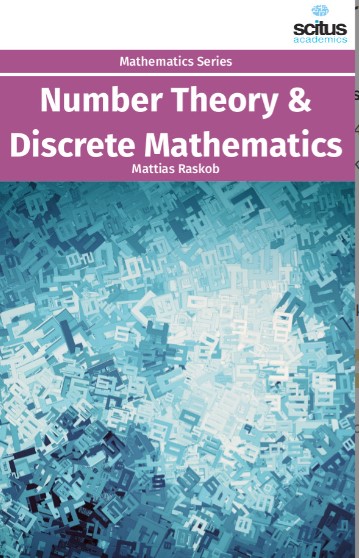 scitus
academics
Mathematics Series
Number Theory &
Discrete Mathematics
Mattias Raskob